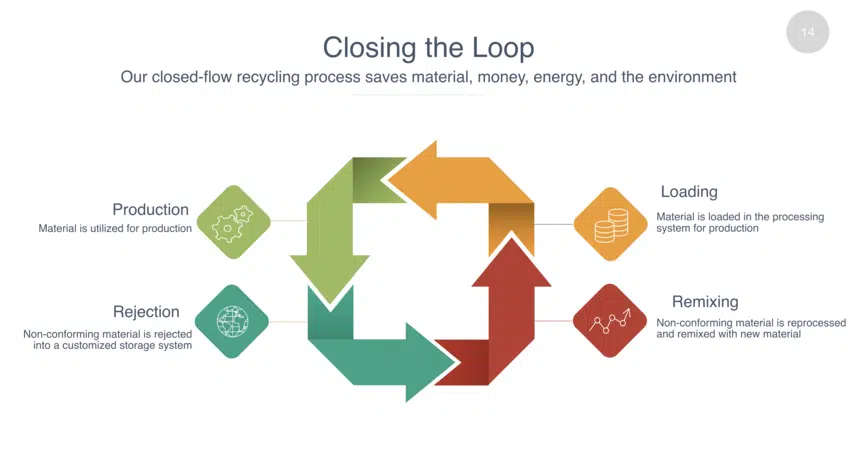 14
Closing the Loop
Our closed-flow recycling process saves material, money, energy, and the environment
Production
Material is utilized for production
Loading
Material is loaded in the processing
system for production
Rejection
Non-conforming material is rejected
into a customized storage system
Remixing
Non-conforming material is reprocessed
and remixed with new material